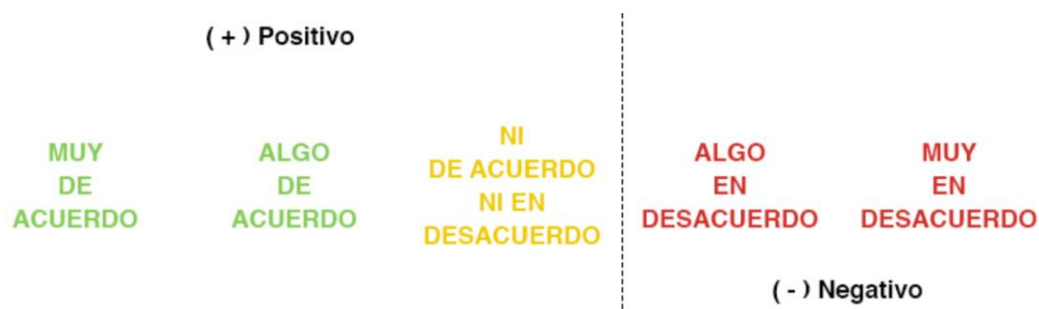 ( + ) Positivo
MUY
DE
ACUERDO
ALGO
DE
ACUERDO
NI
DE ACUERDO
NI EN
DESACUERDO
ALGO
EN
DESACUERDO
MUY
EN
DESACUERDO
( - ) Negativo